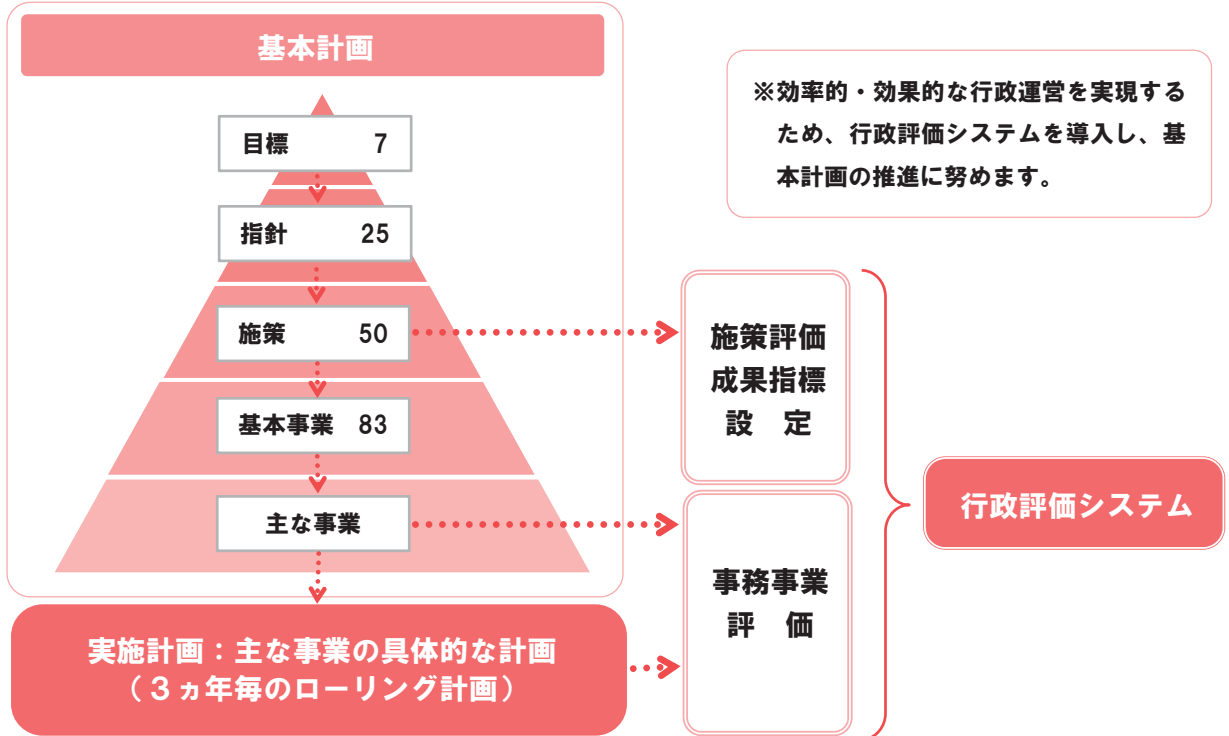 基本計画
※効率的・効果的な行政運営を実現する
ため、行政評価システムを導入し、基
本計画の推進に努めます。
目標 7
指針 25
施策 50
基本事業 83
主な事業
施策評価
成果指標
設 定
事務事業
評 価
行政評価システム
実施計画：主な事業の具体的な計画
（３ヵ年毎のローリング計画）